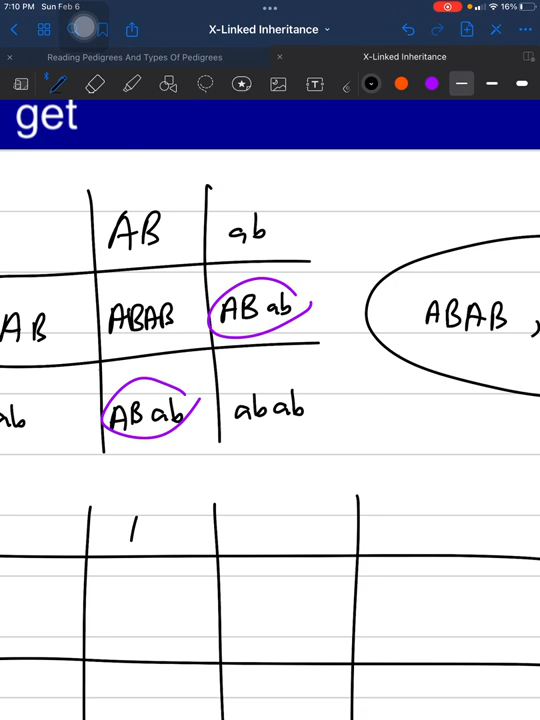 7:10 PM Sun Feb 6 16%
X-Linked Inheritance
Reading Pedigrees And Types Of Pedigrees X-Linked Inheritance
get
AB ab
AB ABAB AB ab ABAB
ab AB ab ab ab